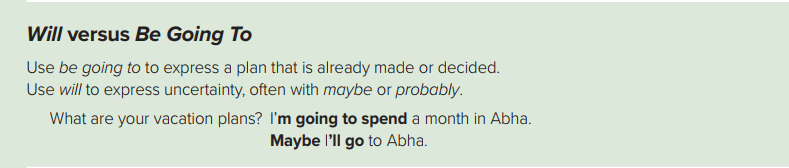 Will versus Be Going To
Use be going to to express a plan that is already made or decided.
Use will to express uncertainty, often with maybe or probably.
What are your vacation plans? I'm going to spend a month in Abha.
Maybe I'll go to Abha.